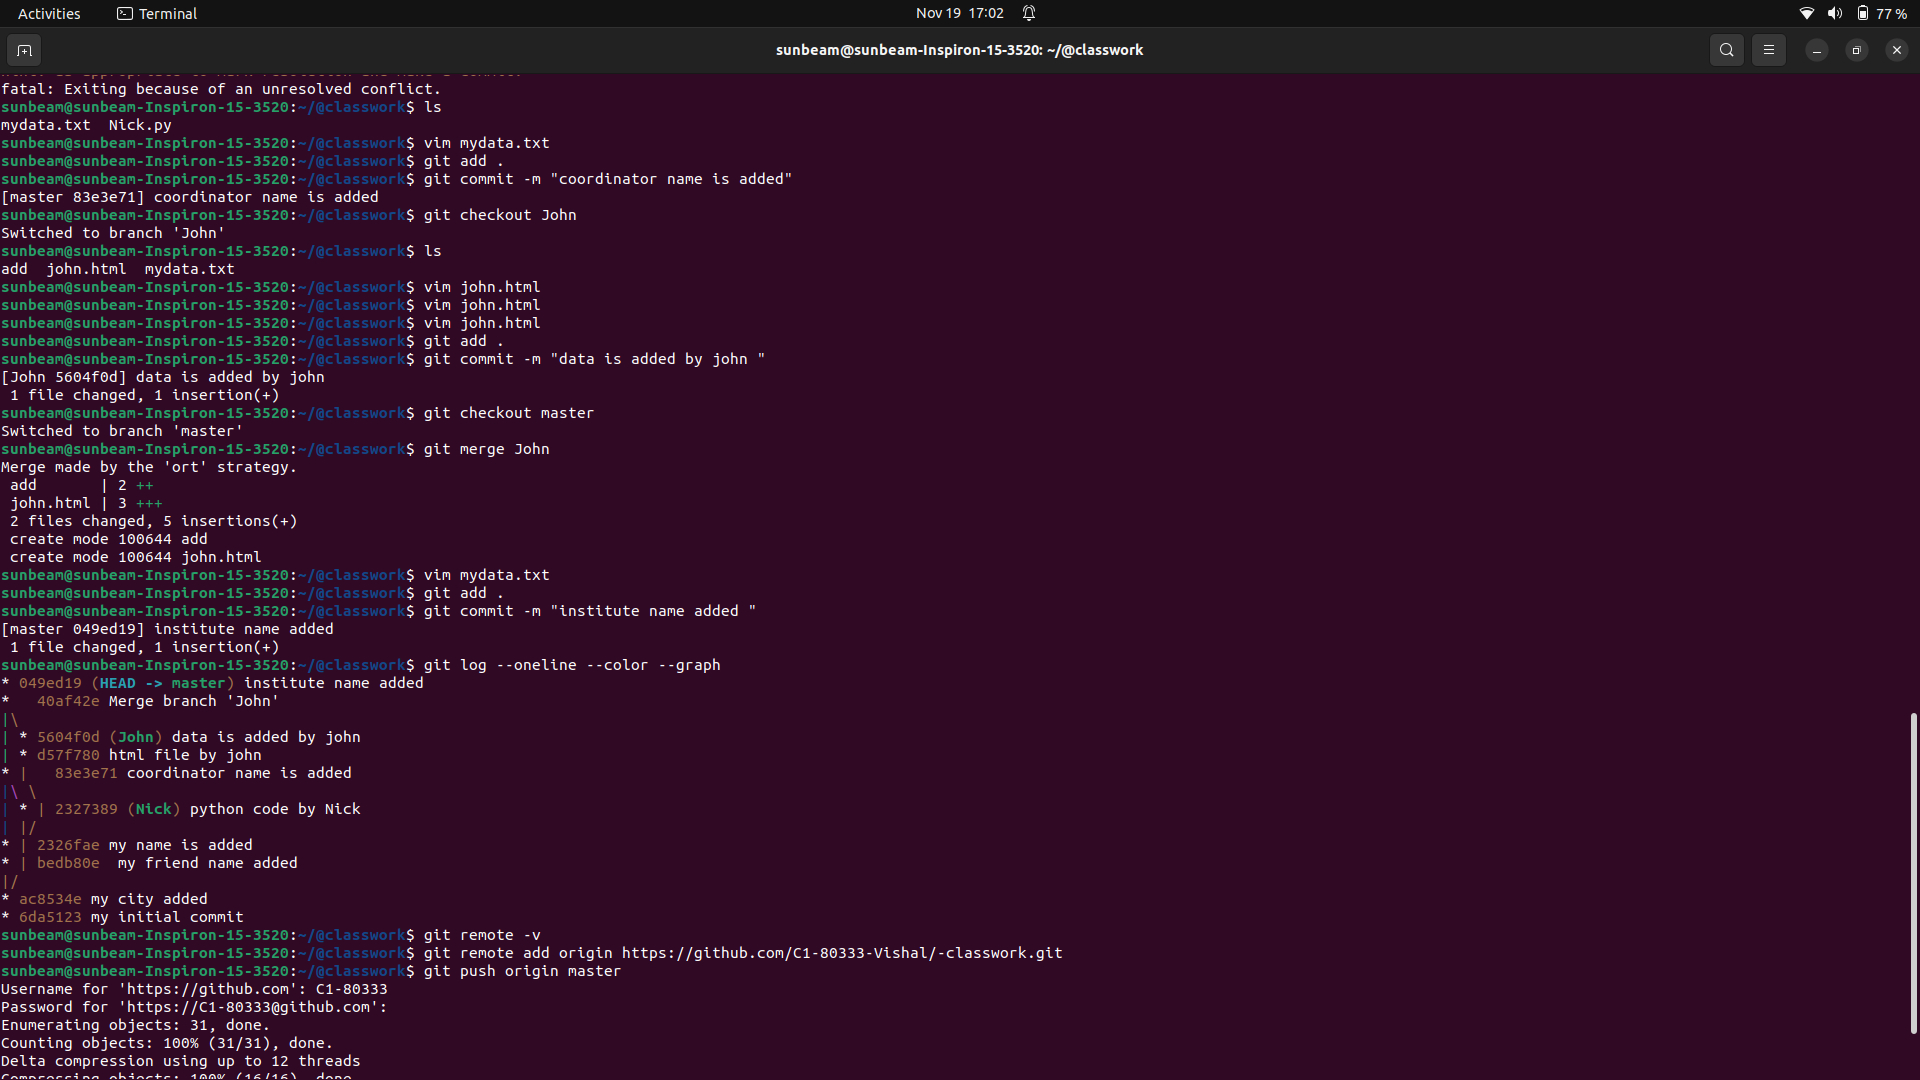 Activities Terminal Nov 19 17:02 77 %
sunbeam@sunbeam-Inspiron-15-3520: ~/@classwork
fatal: Exiting because of an unresolved conflict.
sunbeam@sunbeam-Inspiron-15-3520:~/@classwork$ ls
mydata.txt  Nick.py
sunbeam@sunbeam-Inspiron-15-3520:~/@classwork$ vim mydata.txt
sunbeam@sunbeam-Inspiron-15-3520:~/@classwork$ git add .
sunbeam@sunbeam-Inspiron-15-3520:~/@classwork$ git commit -m "coordinator name is added"
[master 83e3e71] coordinator name is added
sunbeam@sunbeam-Inspiron-15-3520:~/@classwork$ git checkout John
Switched to branch 'John'
sunbeam@sunbeam-Inspiron-15-3520:~/@classwork$ ls
add  john.html  mydata.txt
sunbeam@sunbeam-Inspiron-15-3520:~/@classwork$ vim john.html
sunbeam@sunbeam-Inspiron-15-3520:~/@classwork$ vim john.html
sunbeam@sunbeam-Inspiron-15-3520:~/@classwork$ vim john.html
sunbeam@sunbeam-Inspiron-15-3520:~/@classwork$ git add .
sunbeam@sunbeam-Inspiron-15-3520:~/@classwork$ git commit -m "data is added by john "
[John 5604f0d] data is added by john
 1 file changed, 1 insertion(+)
sunbeam@sunbeam-Inspiron-15-3520:~/@classwork$ git checkout master
Switched to branch 'master'
sunbeam@sunbeam-Inspiron-15-3520:~/@classwork$ git merge John
Merge made by the 'ort' strategy.
 add       | 2 ++
 john.html | 3 +++
 2 files changed, 5 insertions(+)
 create mode 100644 add
 create mode 100644 john.html
sunbeam@sunbeam-Inspiron-15-3520:~/@classwork$ vim mydata.txt
sunbeam@sunbeam-Inspiron-15-3520:~/@classwork$ git add .
sunbeam@sunbeam-Inspiron-15-3520:~/@classwork$ git commit -m "institute name added "
[master 049ed19] institute name added
 1 file changed, 1 insertion(+)
sunbeam@sunbeam-Inspiron-15-3520:~/@classwork$ git log --oneline --color --graph
* 049ed19 (HEAD -> master) institute name added
*   40af42e Merge branch 'John'
|\
| * 5604f0d (John) data is added by john
| * d57f780 html file by john
* |   83e3e71 coordinator name is added
|\ \
| * | 2327389 (Nick) python code by Nick
| |/
* | 2326fae my name is added
* | bedb80e  my friend name added
|/
* ac8534e my city added
* 6da5123 my initial commit
sunbeam@sunbeam-Inspiron-15-3520:~/@classwork$ git remote -v
sunbeam@sunbeam-Inspiron-15-3520:~/@classwork$ git remote add origin https://github.com/C1-80333-Vishal/-classwork.git
sunbeam@sunbeam-Inspiron-15-3520:~/@classwork$ git push origin master
Username for 'https://github.com': C1-80333
Password for 'https://C1-80333@github.com':
Enumerating objects: 31, done.
Counting objects: 100% (31/31), done.
Delta compression using up to 12 threads
Compressing objects: 100% (16/16), done.